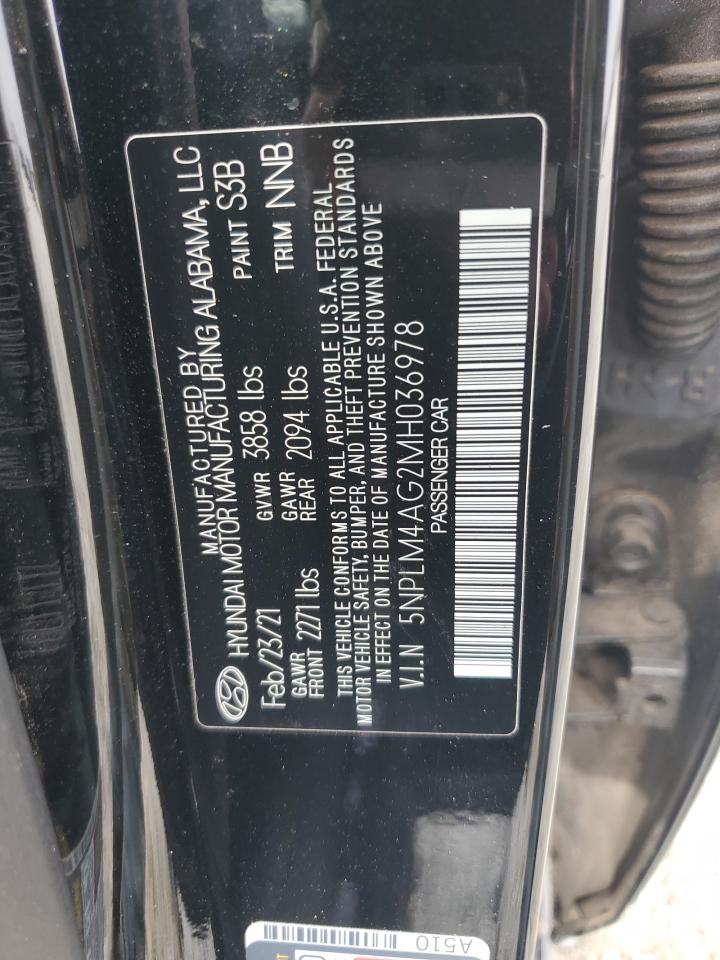 MANUFACTURED BY
HYUNDAI MOTOR MANUFACTURING ALABAMA, LLC
Feb/23/21 GVWR 3858 lbs PAINT S3B
GAWR FRONT 2271 lbs GAWR REAR 2094 lbs TRIM NNB
THIS VEHICLE CONFORMS TO ALL APPLICABLE U.S.A. FEDERAL
MOTOR VEHICLE SAFETY, BUMPER, AND THEFT PREVENTION STANDARDS
IN EFFECT ON THE DATE OF MANUFACTURE SHOWN ABOVE
V.I.N 5NPLM4AG2MH036978
PASSENGER CAR
A510